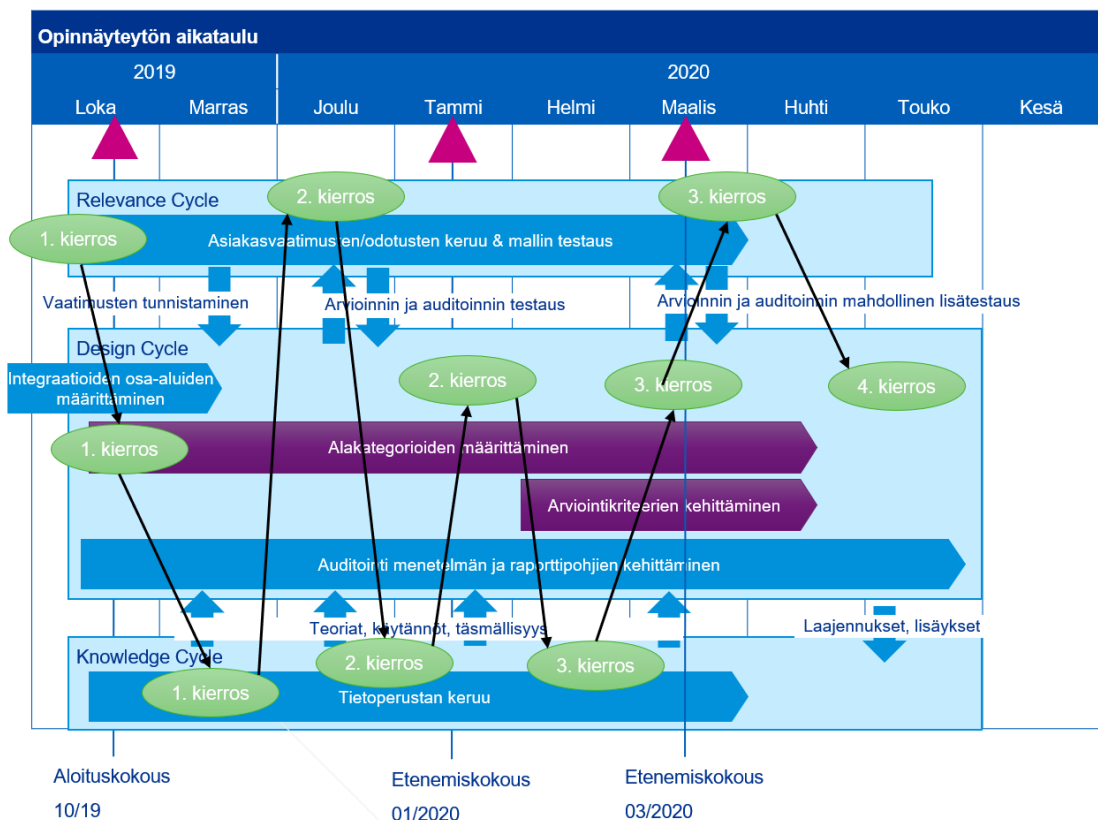 Opinnäyteytön aikataulu
2019
2020
Loka
Marras
Joulu
Tammi
Helmi
Maalis
Huhti
Touko
Kesä
Relevance Cycle
1. kierros
2. kierros
3. kierros
Asiakasvaatimusten/odotusten keruu & mallin testaus
Vaatimusten tunnistaminen
Arvioinnin ja auditoinnin testaus
Arvioinnin ja auditoinnin mahdollinen lisätestaus
Design Cycle
Integraatioiden osa-aluiden
määrittäminen
2. kierros
3. kierros
4. kierros
1. kierros
Alakategorioiden määrittäminen
Arviointikriteerien kehittäminen
Auditointi menetelmän ja raporttipohjien kehittäminen
Teoriat, käytännöt, täsmällisyys
Laajennukset, lisäykset
Knowledge Cycle
1. kierros
2. kierros
3. kierros
Tietoperustan keruu
Aloituskokous
10/19
Etenemiskokous
01/2020
Etenemiskokous
03/2020